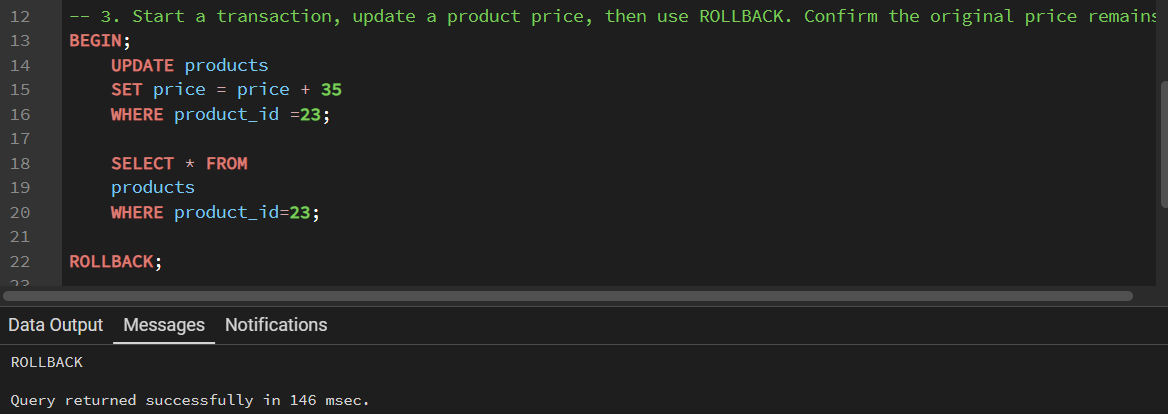 12 -- 3. Start a transaction, update a product price, then use ROLLBACK. Confirm the original price remains
13 BEGIN;
14 UPDATE products
15 SET price = price + 35
16 WHERE product_id =23;
17
18 SELECT * FROM
19 products
20 WHERE product_id=23;
21
22 ROLLBACK;
23
Data Output Messages Notifications
ROLLBACK
Query returned successfully in 146 msec.